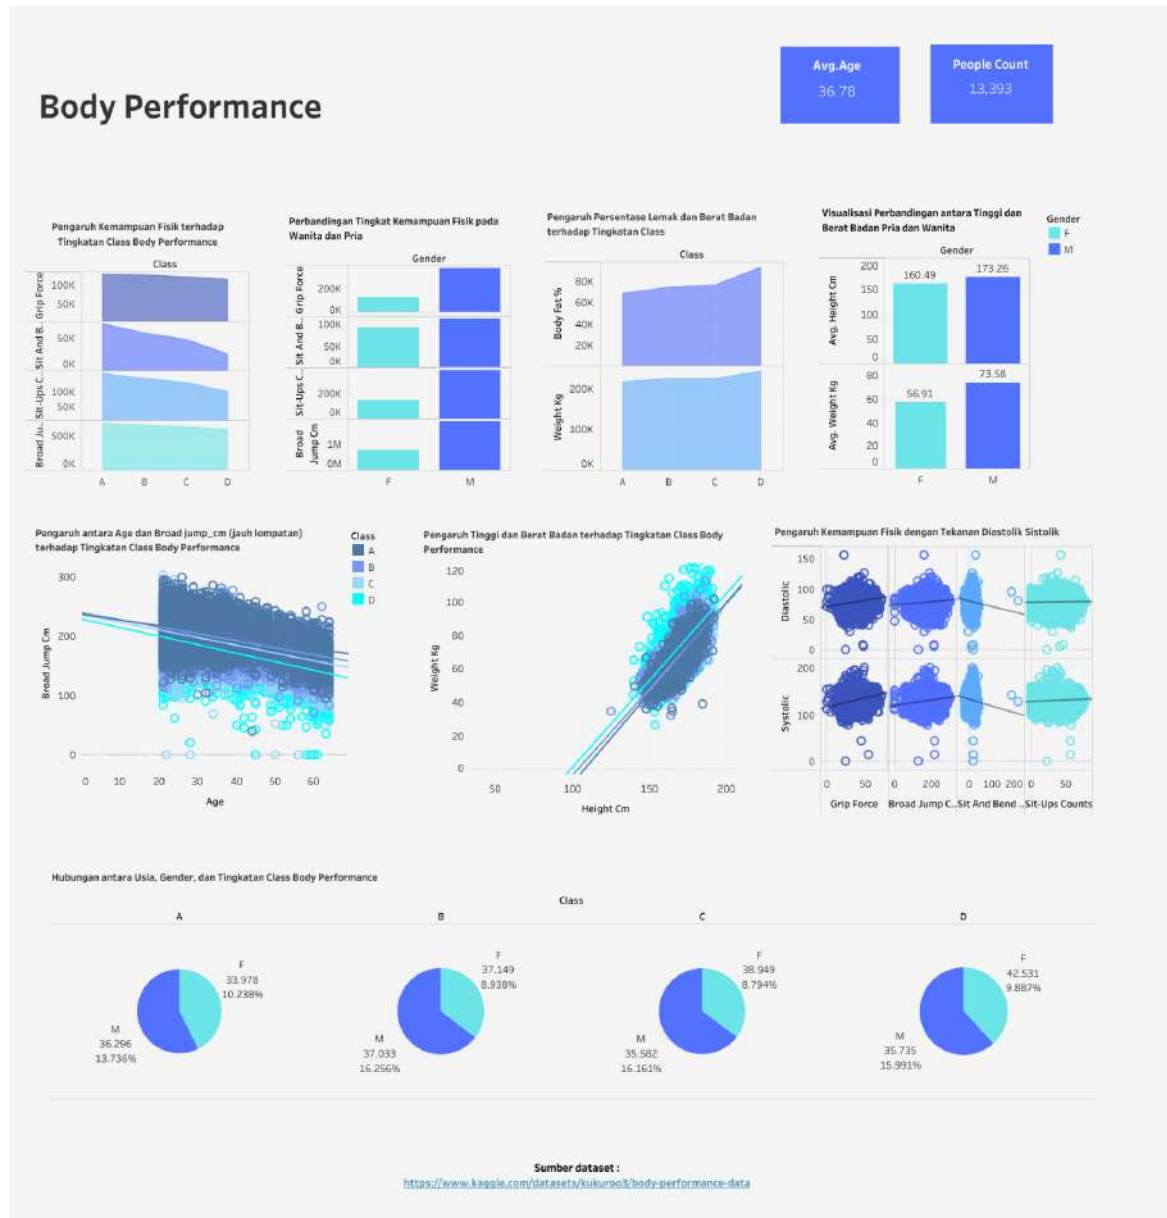 Body Performance
Avg.Age
36.78
People Count
13,393
Pengaruh Kemampuan Fisik terhadap
Tingkatan Class Body Performance
Class
Grip Force
100K
50K
Sit And B..
50K
0K
Sit-Ups C..
100K
50K
Broad Ju..
500K
0K
A B C D
Perbandingan Tingkat Kemampuan Fisik pada
Wanita dan Pria
Gender
Grip Force
200K
0K
Sit And B..
100K
50K
0K
Sit-Ups C..
200K
0K
Broad
Jump Cm
1M
0M
F M
Pengaruh Persentase Lemak dan Berat Badan
terhadap Tingkatan Class
Class
Body Fat %
80K
60K
40K
20K
Weight Kg
200K
100K
0K
A B C D
Visualisasi Perbandingan antara Tinggi dan
Berat Badan Pria dan Wanita
Gender
Avg. Height Cm
200
150
100
50
0
160.49
173.26
Avg. Weight Kg
80
60
40
20
0
56.91
73.58
F M
Gender
F
M
Pengaruh antara Age dan Broad jump_cm (jauh lompatan)
terhadap Tingkatan Class Body Performance
Broad Jump Cm
300
200
100
0
0 10 20 30 40 50 60
Age
Class
A
B
C
D
Pengaruh Tinggi dan Berat Badan terhadap Tingkatan Class Body
Performance
Weight Kg
120
100
80
60
40
20
0
50 100 150 200
Height Cm
Pengaruh Kemampuan Fisik dengan Tekanan Diastolik Sistolik
Diastolic
150
100
50
0
Systolic
200
100
0
0 50 0 200 0 100 200 0 50
Grip Force Broad Jump C.. Sit And Bend .. Sit-Ups Counts
Hubungan antara Usia, Gender, dan Tingkatan Class Body Performance
Class
A B C D
F
33.978
10.238%
M
36.296
13.736%
F
37.149
8.938%
M
37.033
16.256%
F
38.949
8.794%
M
35.582
16.161%
F
42.531
9.887%
M
35.735
15.991%
Sumber dataset :
https://www.kaggle.com/datasets/kukuroo3/body-performance-data